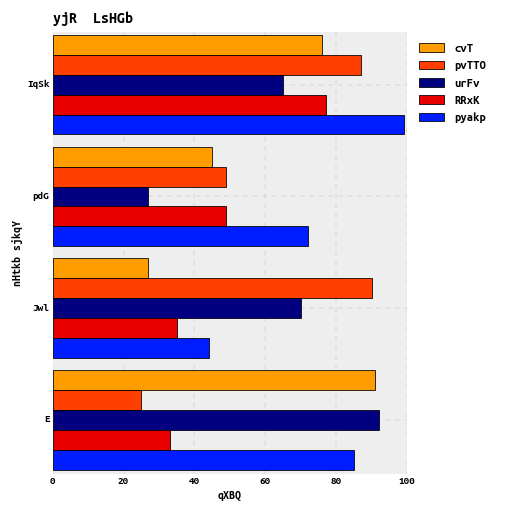 yjR  LsHGb
cvT
pvTTO
urFv
RRxK
pyakp
nHtkb sjkqY
IqSk
pdG
Jwl
E
0 20 40 60 80 100
qXBQ